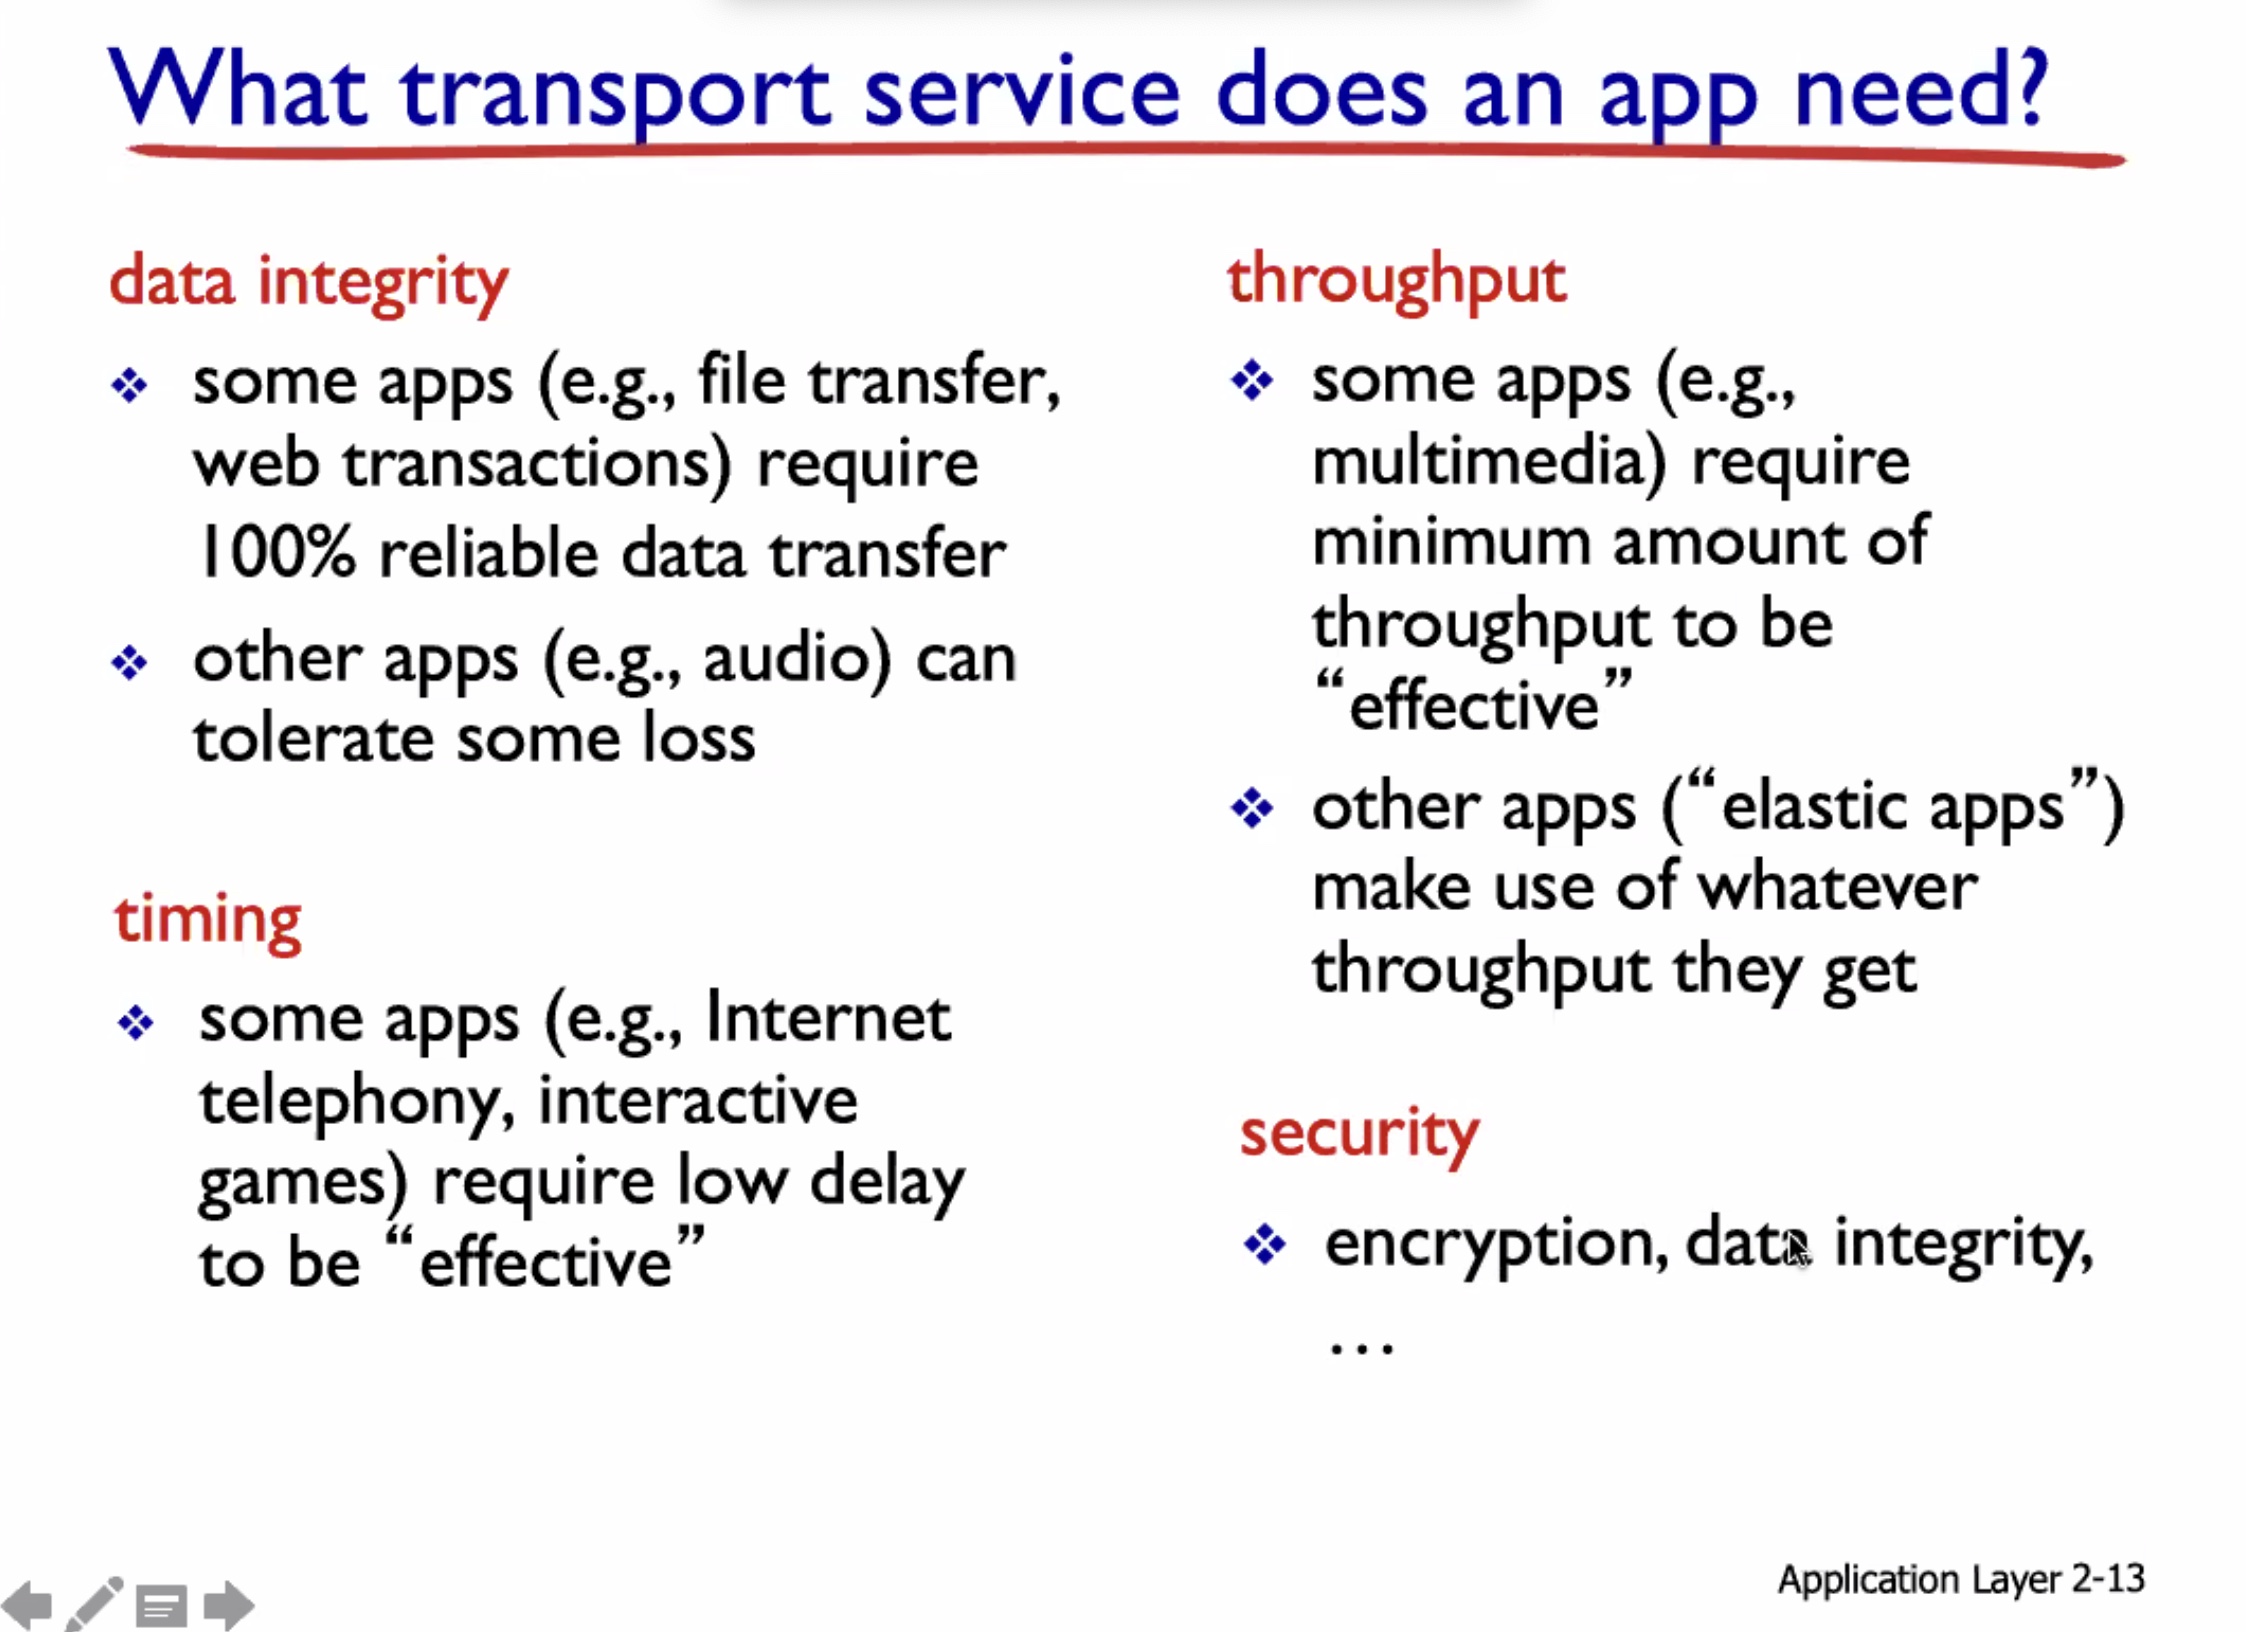 What transport service does an app need?
data integrity
some apps (e.g., file transfer,
web transactions) require
100% reliable data transfer
other apps (e.g., audio) can
tolerate some loss
timing
some apps (e.g., Internet
telephony, interactive
games) require low delay
to be “effective”
throughput
some apps (e.g.,
multimedia) require
minimum amount of
throughput to be
“effective”
other apps (“elastic apps”)
make use of whatever
throughput they get
security
encryption, data integrity,
…
Application Layer 2-13